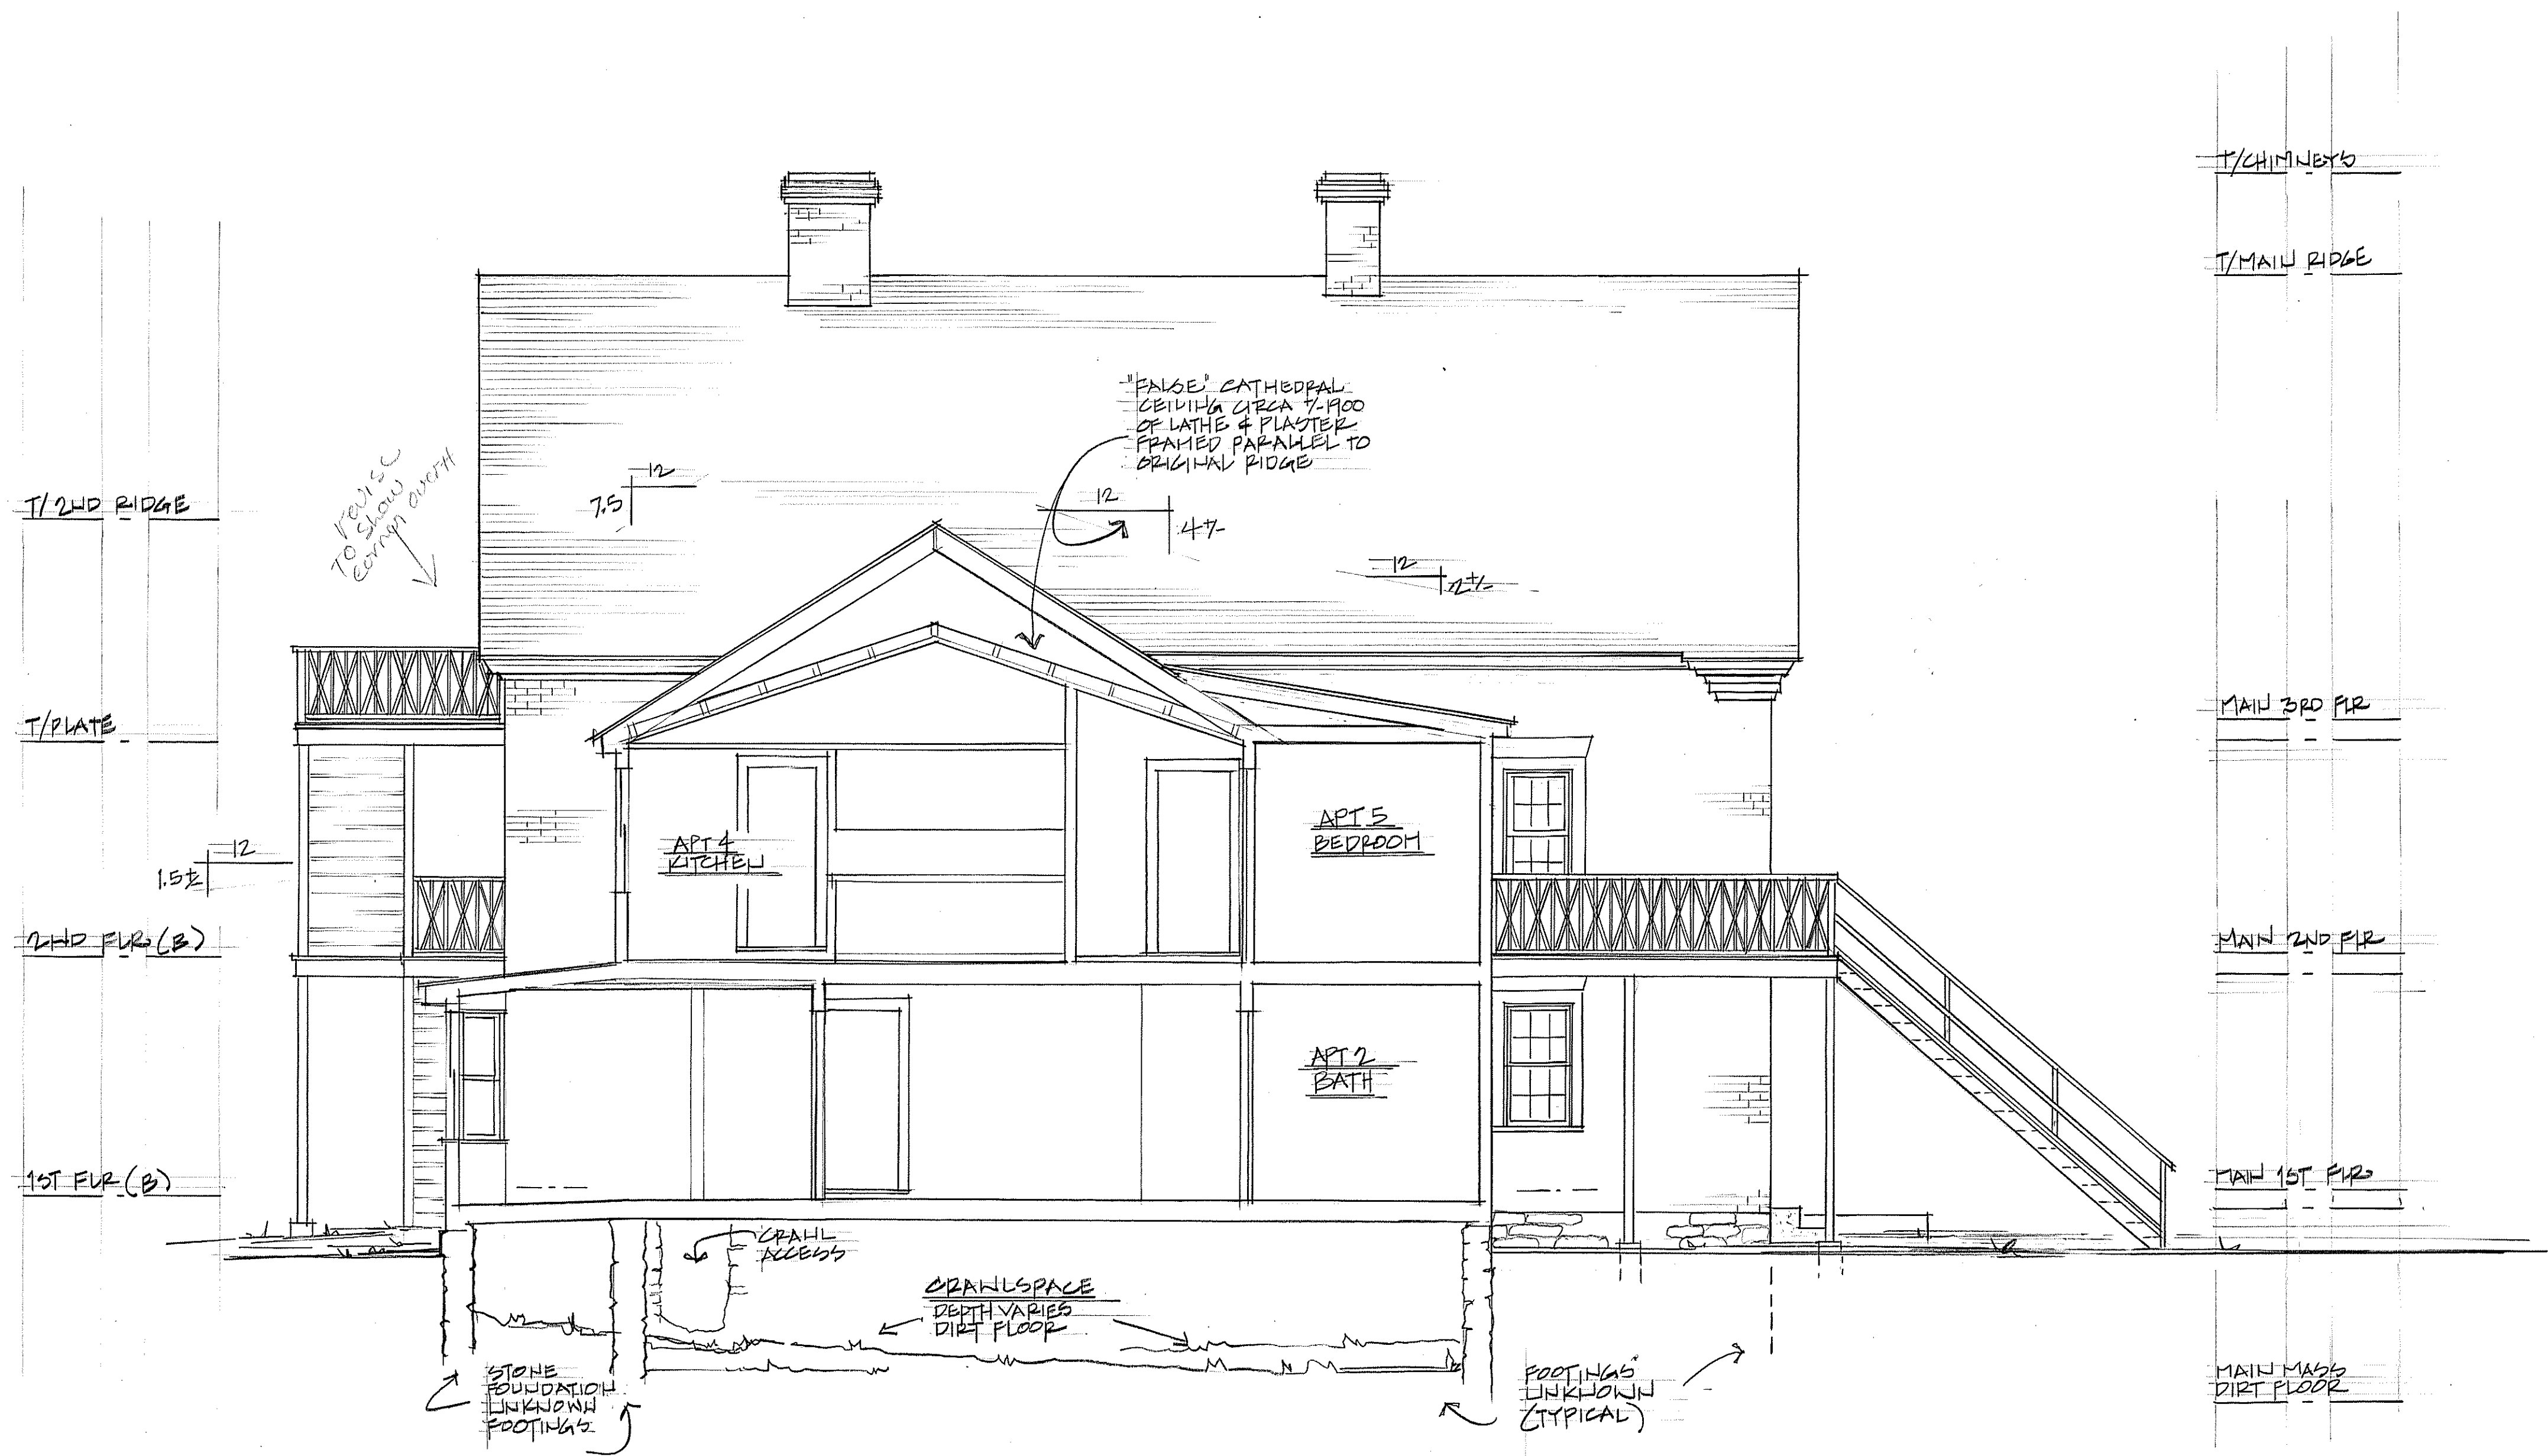 T/CHIMNEYS
T/MAIN RIDGE
"FALSE" CATHEDRAL
CEILING CIRCA +/-1900
OF LATHE & PLASTER
FRAMED PARALLEL TO
ORIGINAL RIDGE
revise
TO Show
T/2ND RIDGE
12
7.5
12
4+/-
12
2+/-
T/PLATE
MAIN 3RD FLR
APT 4
KITCHEN
APT 5
BEDROOM
12
1.5±
2ND FLR (B)
MAIN 2ND FLR
APT 2
BATH
1ST FLR (B)
MAIN 1ST FLR
CRAWL
ACCESS
CRAWLSPACE
DEPTH VARIES
DIRT FLOOR
STONE
FOUNDATION
UNKNOWN
FOOTINGS
FOOTINGS
UNKNOWN
(TYPICAL)
MAIN MASS
DIRT FLOOR